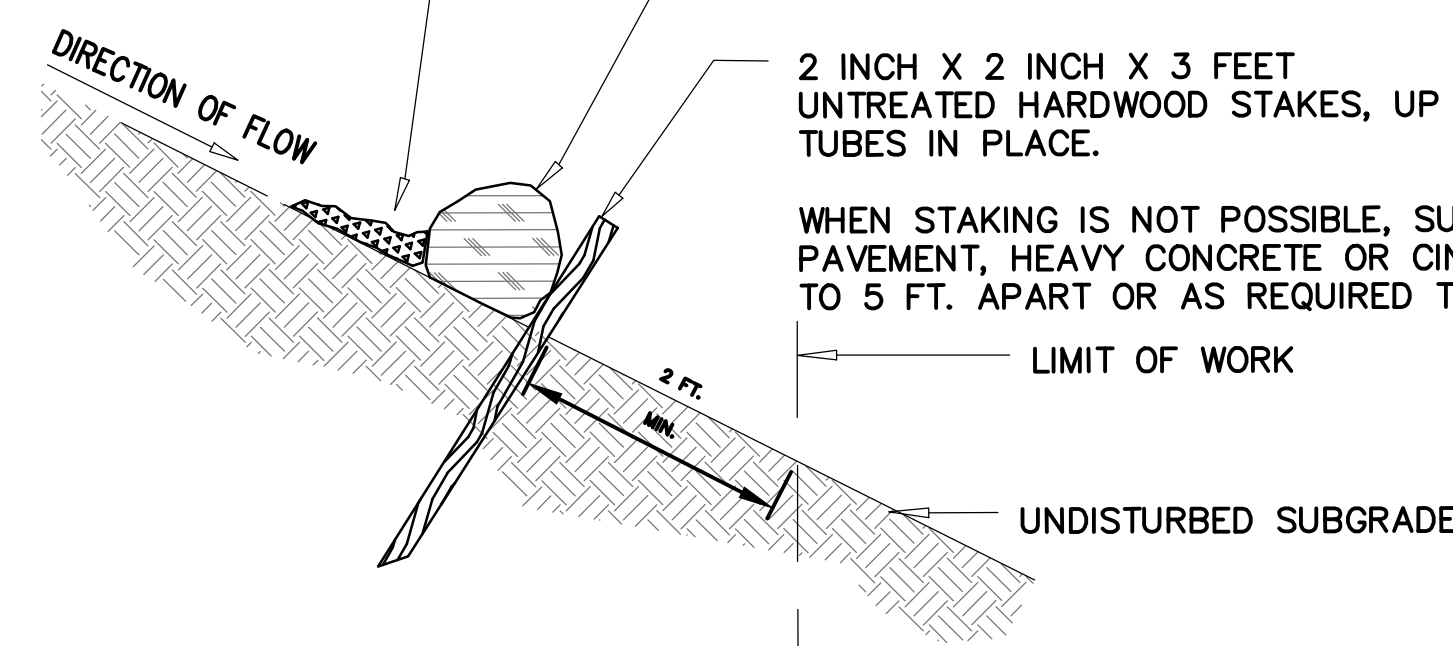 DIRECTION OF FLOW
2 INCH X 2 INCH X 3 FEET
UNTREATED HARDWOOD STAKES, UP
TUBES IN PLACE.
WHEN STAKING IS NOT POSSIBLE, SU
PAVEMENT, HEAVY CONCRETE OR CIN
TO 5 FT. APART OR AS REQUIRED T
LIMIT OF WORK
2 FT.
MIN.
UNDISTURBED SUBGRADE